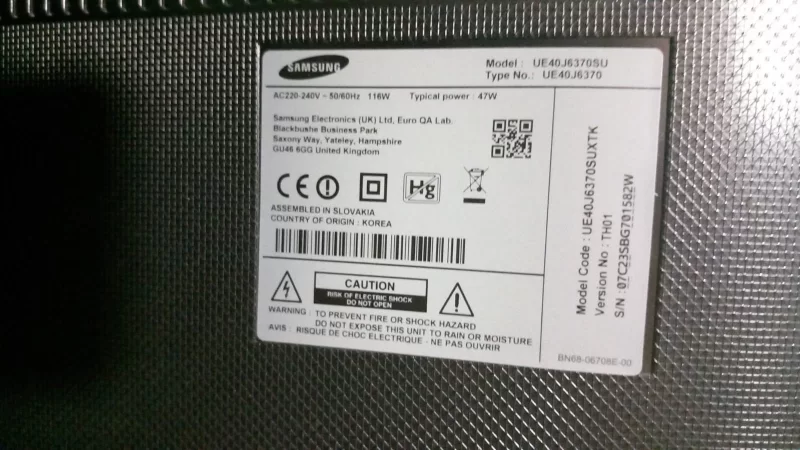 SAMSUNG
Model : UE40J6370SU
Type No.: UE40J6370
AC220-240V ~ 50/60Hz 116W Typical power : 47W
Samsung Electronics (UK) Ltd, Euro QA Lab.
Blackbushe Business Park
Saxony Way, Yateley, Hampshire
GU46 6GG United Kingdom
CE
Hg
ASSEMBLED IN SLOVAKIA
COUNTRY OF ORIGIN : KOREA
CAUTION
RISK OF ELECTRIC SHOCK
DO NOT OPEN
WARNING : TO PREVENT FIRE OR SHOCK HAZARD
DO NOT EXPOSE THIS UNIT TO RAIN OR MOISTURE
AVIS : RISQUE DE CHOC ELECTRIQUE - NE PAS OUVRIR
Model Code : UE40J6370SUXTK
Version No : TH01
S/N : 07C23SBG701582W
BN68-06708E-00